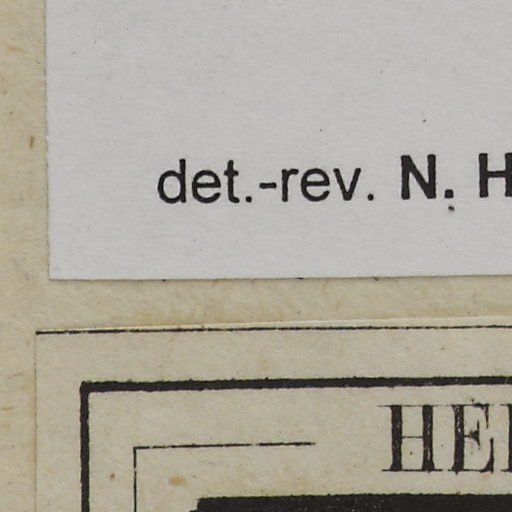 det.-rev. N. H
HE